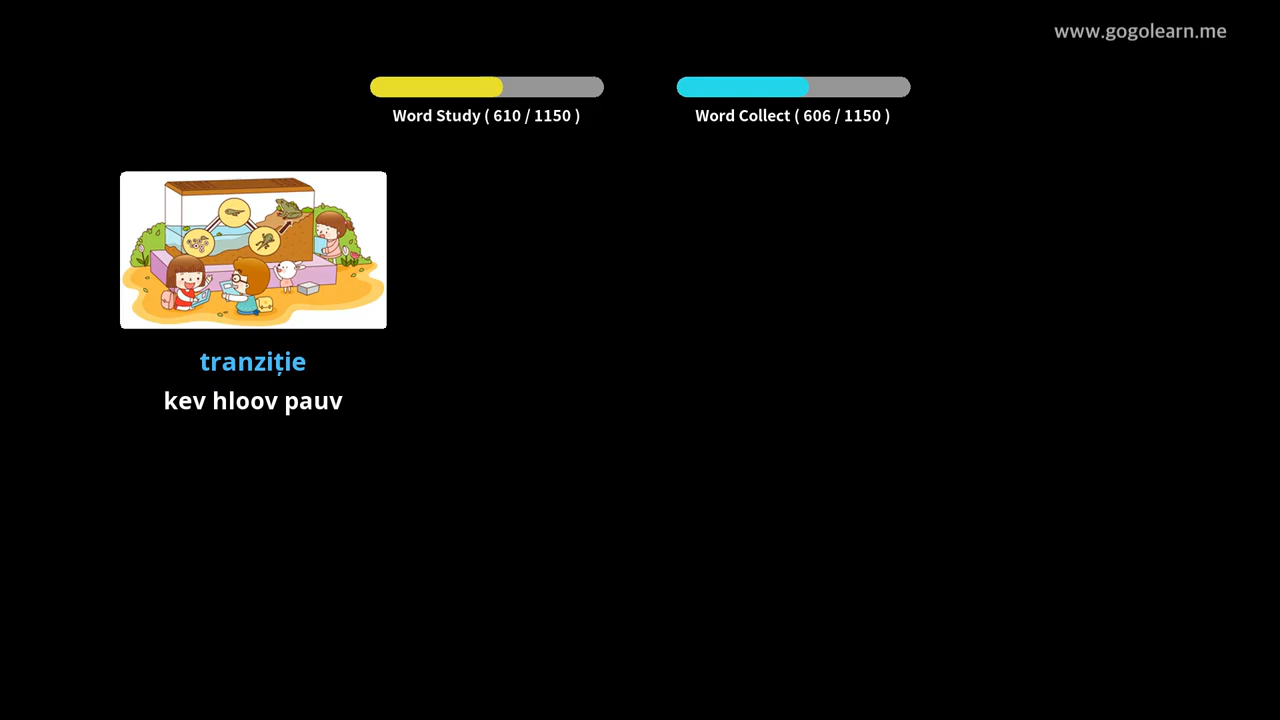 www.gogolearn.me
Word Study ( 610 / 1150 )
Word Collect ( 606 / 1150 )
tranziție
kev hloov pauv